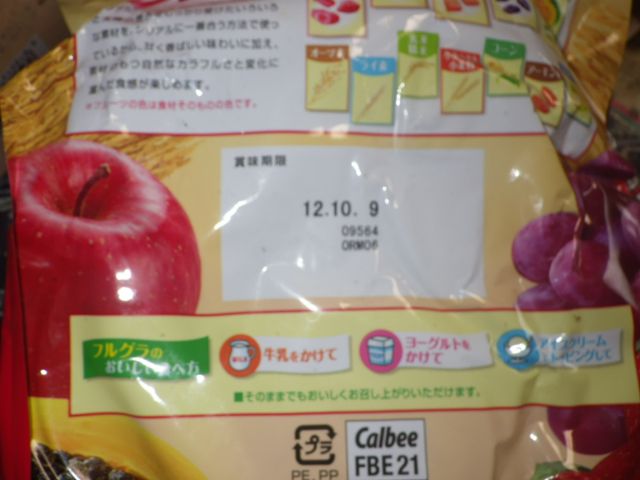 な素材を、シリアルに一番合う方法で使っ
ているから、甘く香ばしい味わいに加え、
素材がもつ自然なカラフルさと変化に
富んだ食感が楽しめます。
※フルーツの色は食材そのものの色です。
オーツ麦
ライ麦
玄米
コーン
賞味期限
12.10. 9
09564
ORM06
フルグラの
おいしい食べ方
牛乳をかけて
ヨーグルトを
かけて
アイスクリーム
にトッピングして
■そのままでもおいしくお召し上がりいただけます。
プラ
PE, PP
Calbee
FBE21